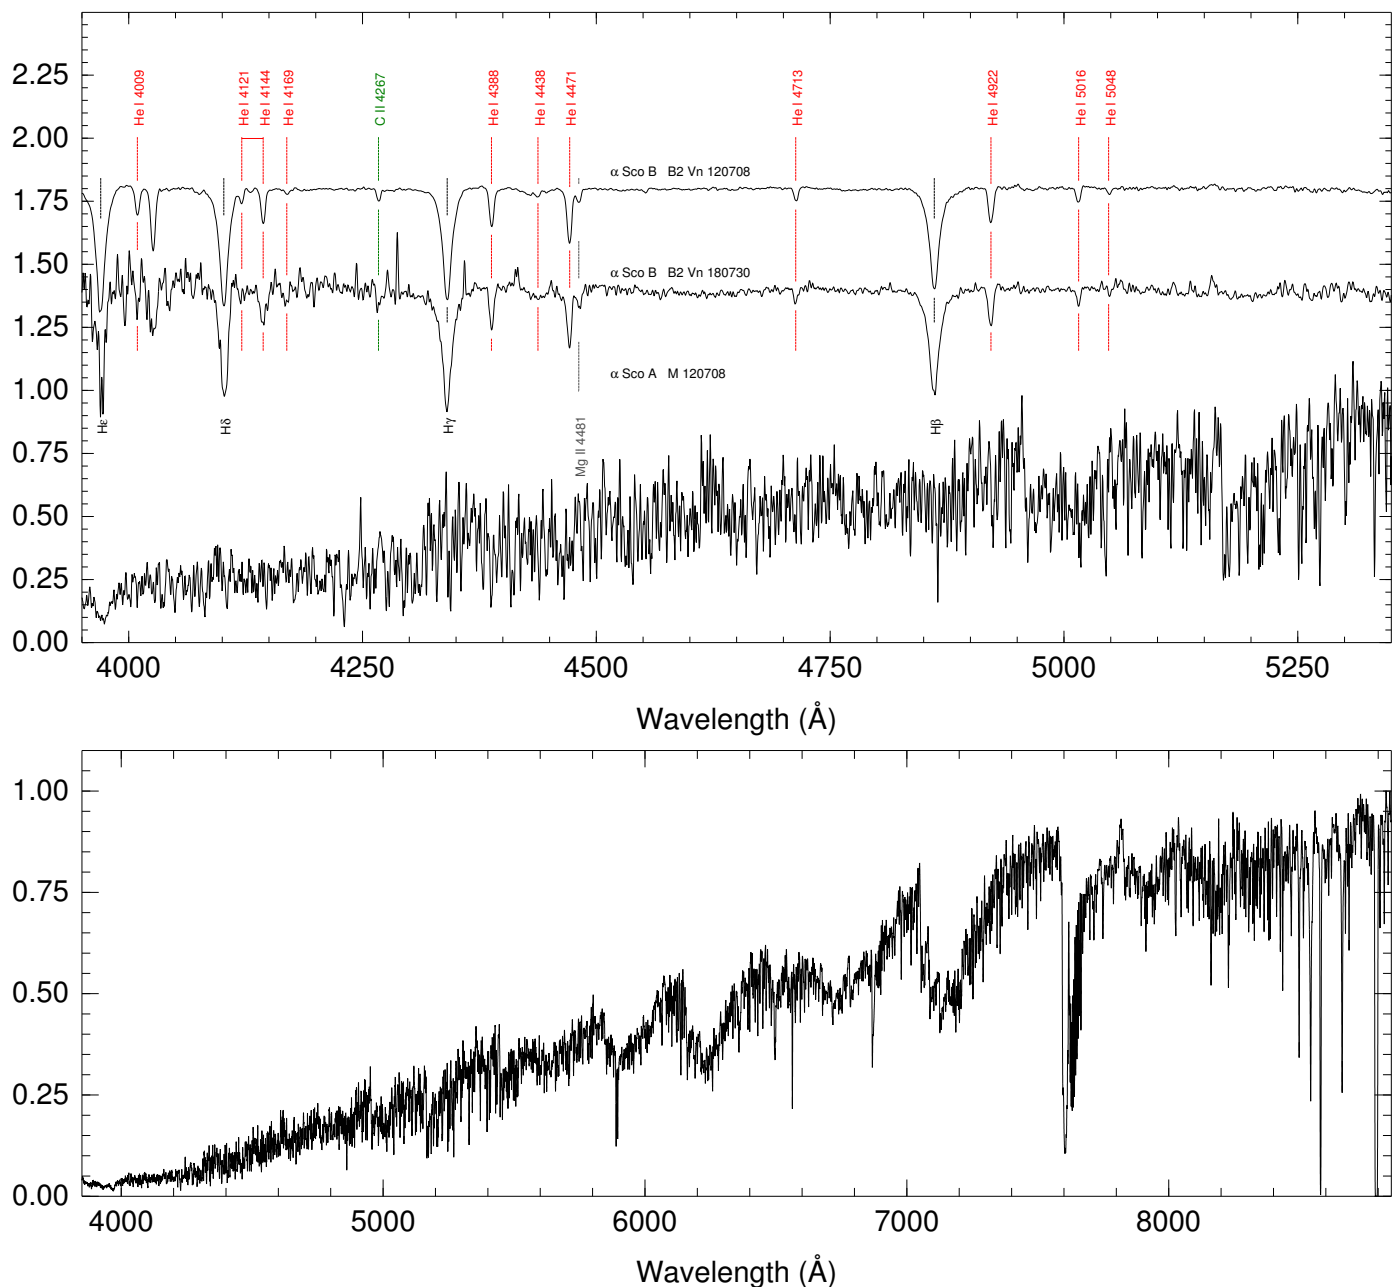 2.25
2.00
1.75
1.50
1.25
1.00
0.75
0.50
0.25
0.00
He I 4009
He I 4121
He I 4144
He I 4169
C II 4267
He I 4388
He I 4438
He I 4471
He I 4713
He I 4922
He I 5016
He I 5048
α Sco B B2 Vn 120708
α Sco B B2 Vn 180730
α Sco A M 120708
Hε
Hδ
Hγ
Mg II 4481
Hβ
4000 4250 4500 4750 5000 5250
Wavelength (Å)
1.00
0.75
0.50
0.25
0.00
4000 5000 6000 7000 8000
Wavelength (Å)